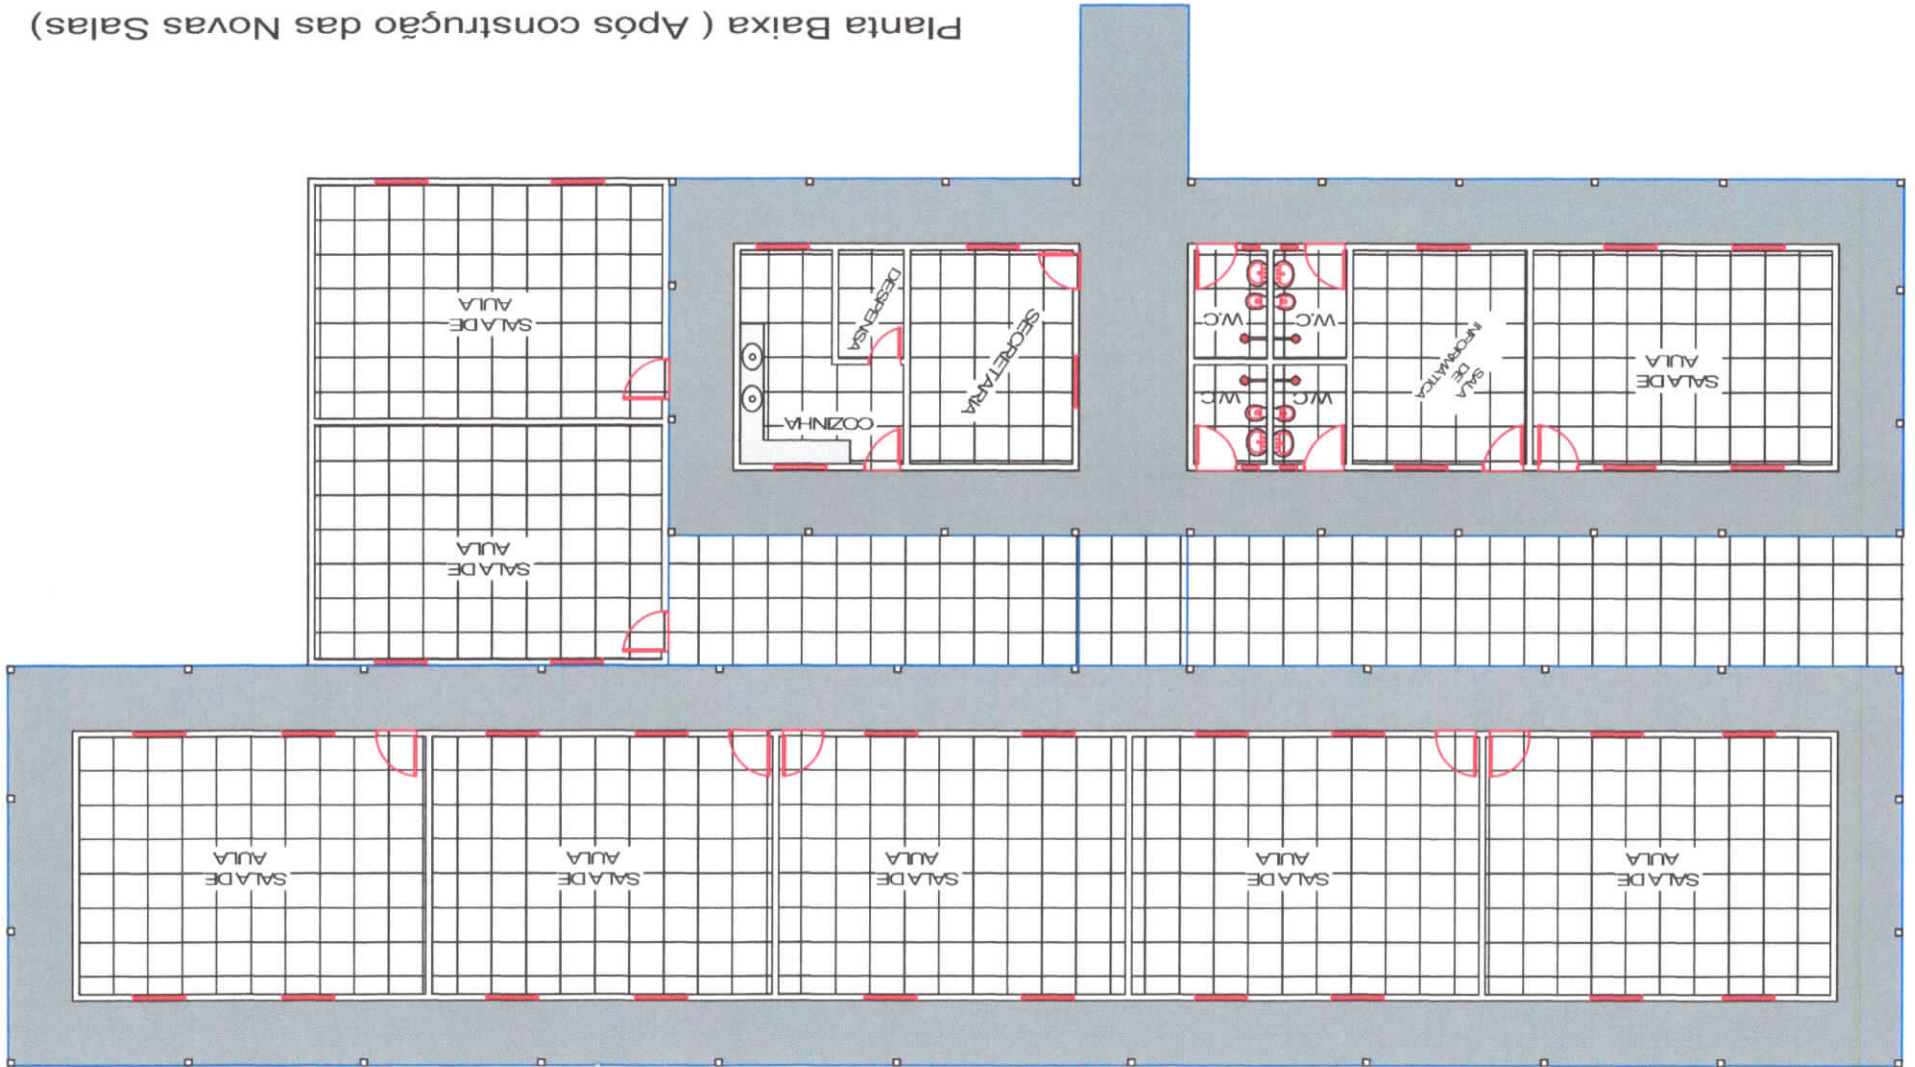 SALA DE
AULA
SALA DE
AULA
SALA DE
AULA
SALA DE
AULA
SALA DE
AULA
SALA DE
AULA
SALA DE
AULA
SALA
DE
INFORMÁTICA
W.C
W.C
W.C
W.C
SECRETARIA
COZINHA
DESPENSA
SALA DE
AULA
Planta Baixa ( Após construção das Novas Salas)